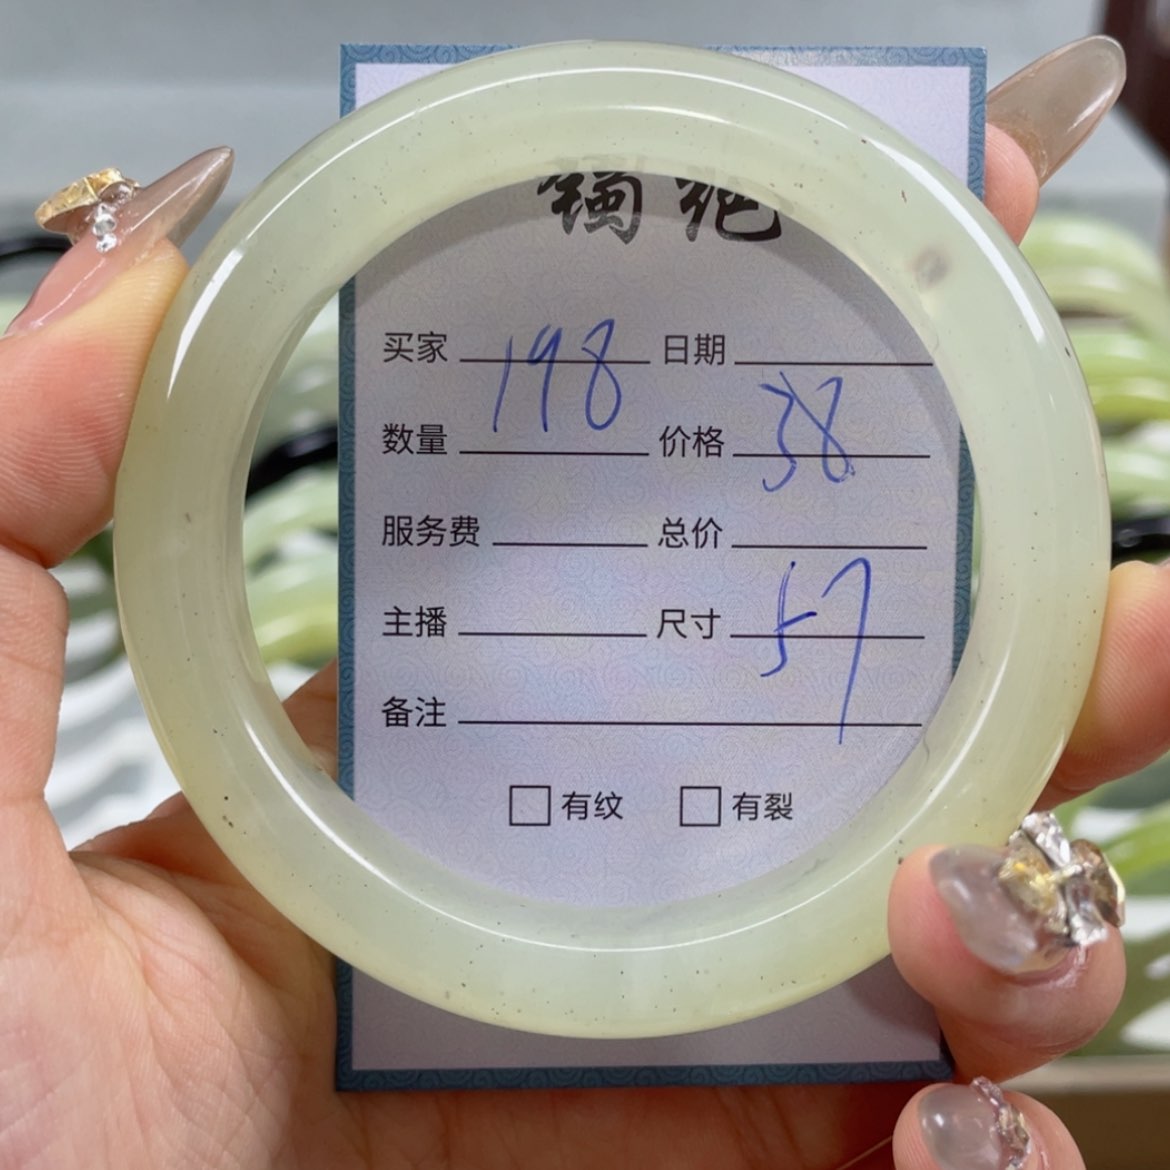 买家 198 日期
数量 价格 38
服务费 总价
主播 尺寸 57
备注
有纹 有裂